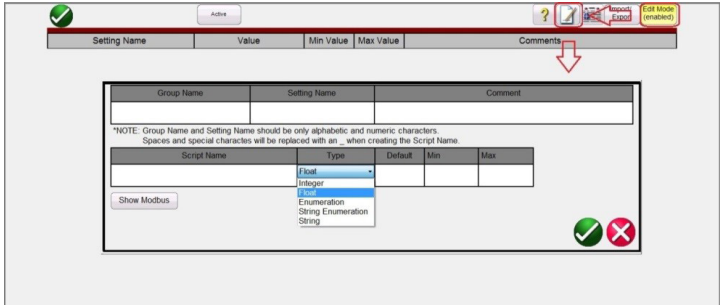 Active
?
Import/
Export
Edit Mode
(enabled)
Setting Name Value Min Value Max Value Comments
Group Name Setting Name Comment
*NOTE: Group Name and Setting Name should be only alphabetic and numeric characters.
Spaces and special charactes will be replaced with an _ when creating the Script Name.
Script Name Type Default Min Max
Float
Integer
Float
Enumeration
String Enumeration
String
Show Modbus